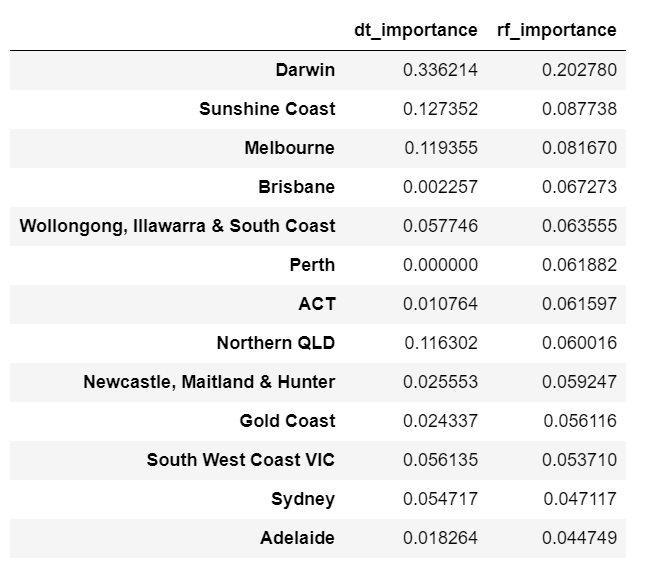 dt_importance rf_importance
Darwin 0.336214 0.202780
Sunshine Coast 0.127352 0.087738
Melbourne 0.119355 0.081670
Brisbane 0.002257 0.067273
Wollongong, Illawarra & South Coast 0.057746 0.063555
Perth 0.000000 0.061882
ACT 0.010764 0.061597
Northern QLD 0.116302 0.060016
Newcastle, Maitland & Hunter 0.025553 0.059247
Gold Coast 0.024337 0.056116
South West Coast VIC 0.056135 0.053710
Sydney 0.054717 0.047117
Adelaide 0.018264 0.044749